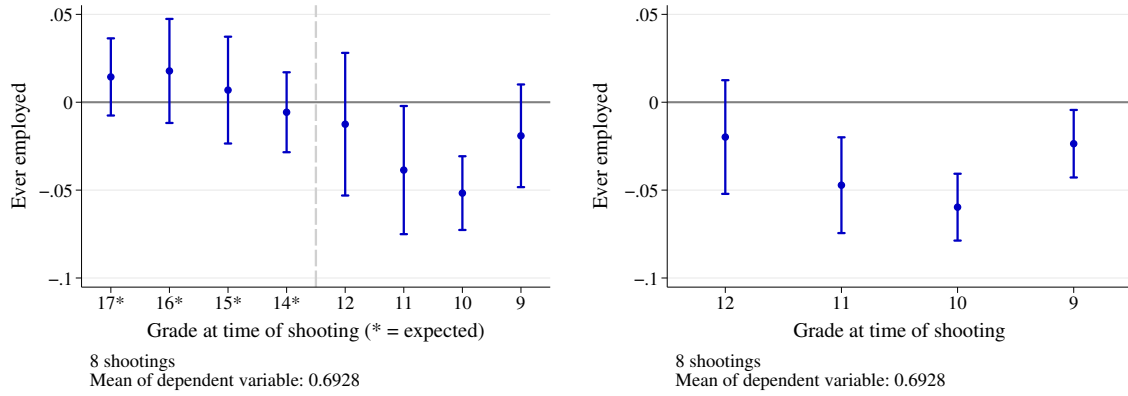 .05
0
−.05
−.1
Ever employed
17* 16* 15* 14* 12 11 10 9
Grade at time of shooting (* = expected)
8 shootings
Mean of dependent variable: 0.6928
.05
0
−.05
−.1
Ever employed
12 11 10 9
Grade at time of shooting
8 shootings
Mean of dependent variable: 0.6928